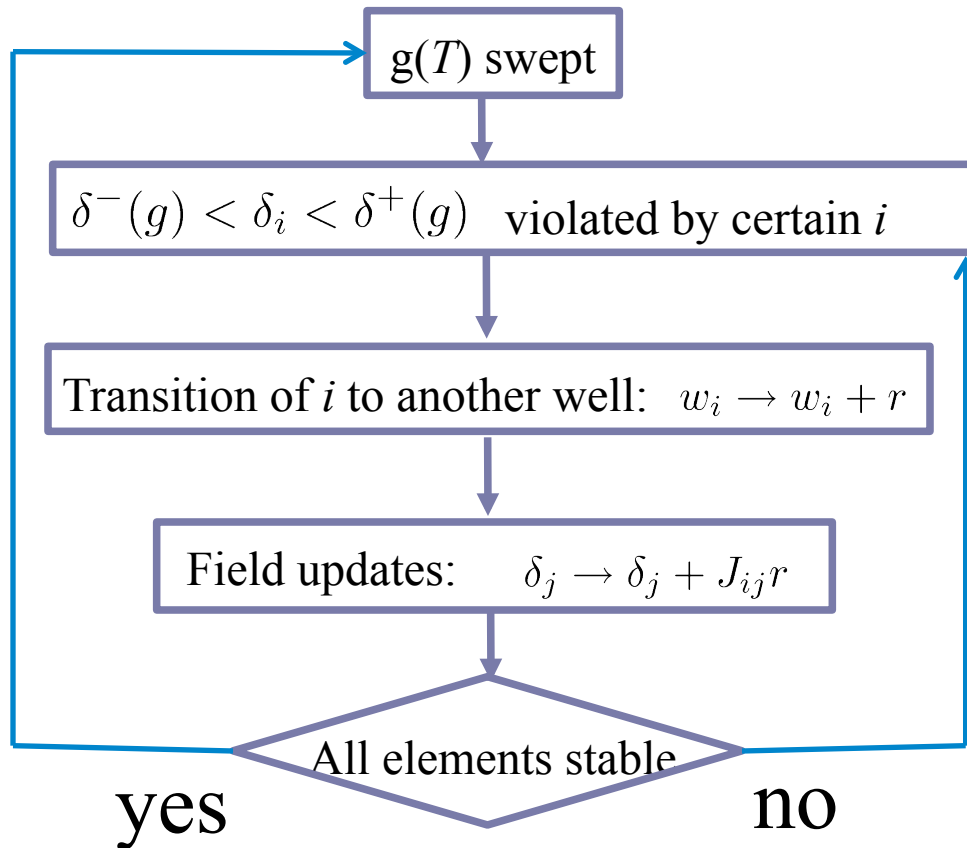 g(T) swept
δ⁻(g) < δᵢ < δ⁺(g) violated by certain i
Transition of i to another well: wᵢ → wᵢ + r
Field updates: δⱼ → δⱼ + Jᵢⱼr
All elements stable
yes
no